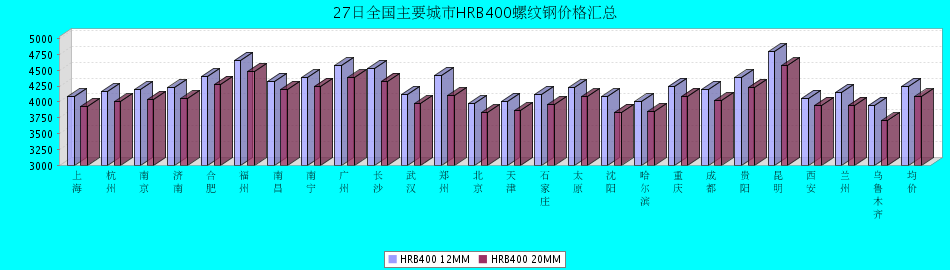 27日全国主要城市HRB400螺纹钢价格汇总
5000
4750
4500
4250
4000
3750
3500
3250
3000
上海
杭州
南京
济南
合肥
福州
南昌
南宁
广州
长沙
武汉
郑州
北京
天津
石家庄
太原
沈阳
哈尔滨
重庆
成都
贵阳
昆明
西安
兰州
乌鲁木齐
均价
HRB400 12MM HRB400 20MM